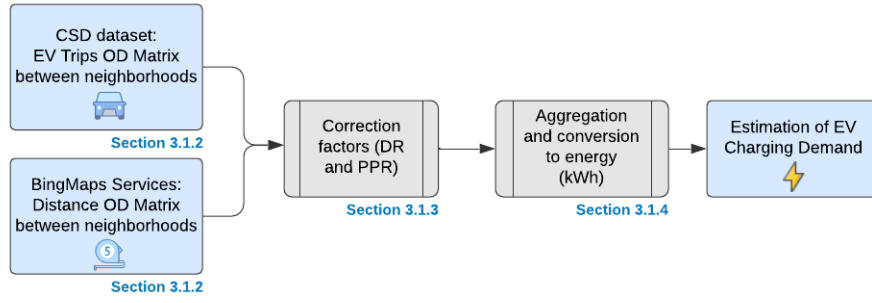 CSD dataset:
EV Trips OD Matrix
between neighborhoods
Section 3.1.2
BingMaps Services:
Distance OD Matrix
between neighborhoods
5
Section 3.1.2
Correction
factors (DR
and PPR)
Section 3.1.3
Aggregation
and conversion
to energy
(kWh)
Section 3.1.4
Estimation of EV
Charging Demand